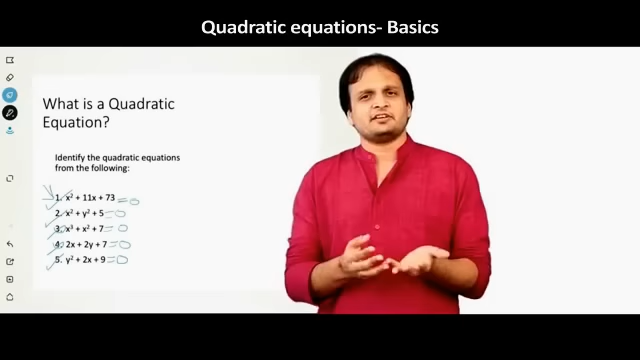 Quadratic equations- Basics
What is a Quadratic
Equation?
Identify the quadratic equations
from the following:
1. x² + 11x + 73 = 0
2. x² + y² + 5 = 0
3. x³ + x² + 7 = 0
4. 2x + 2y + 7 = 0
5. y² + 2x + 9 = 0